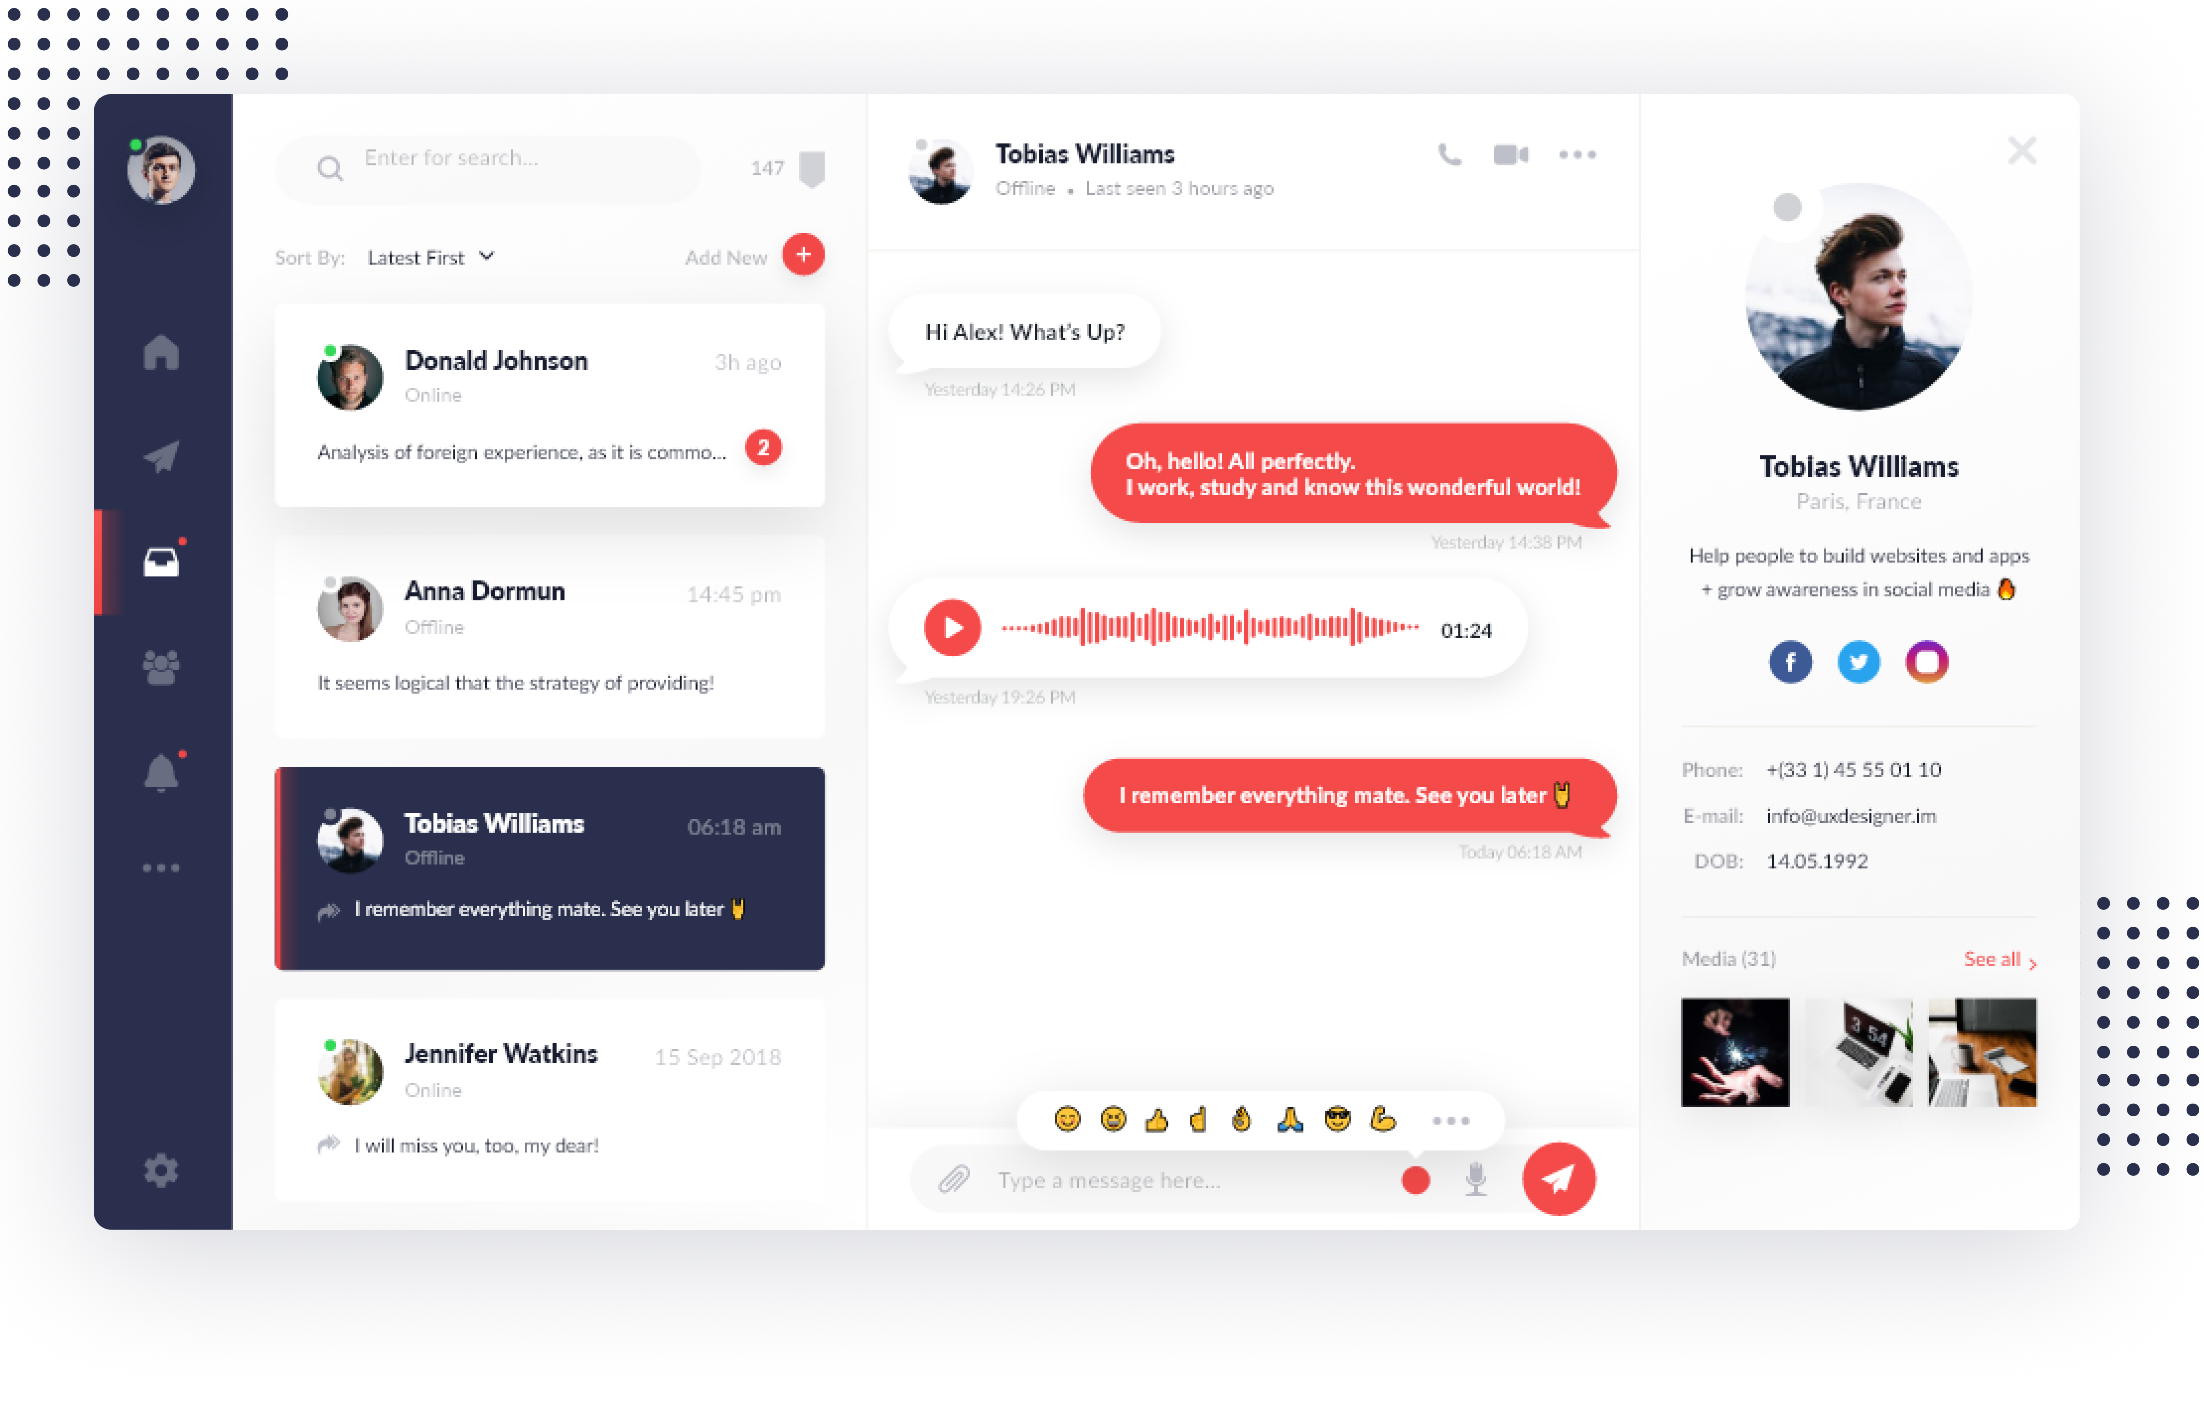 Enter for search...
147
Sort By: Latest First
Add New
Donald Johnson
3h ago
Online
Analysis of foreign experience, as it is commo...
2
Anna Dormun
14:45 pm
Offline
It seems logical that the strategy of providing!
Tobias Williams
06:18 am
Offline
I remember everything mate. See you later 🤘
Jennifer Watkins
15 Sep 2018
Online
I will miss you, too, my dear!
Tobias Williams
Offline • Last seen 3 hours ago
Hi Alex! What's Up?
Yesterday 14:26 PM
Oh, hello! All perfectly.
I work, study and know this wonderful world!
Yesterday 14:38 PM
01:24
Yesterday 19:26 PM
I remember everything mate. See you later 🤘
Today 06:18 AM
Type a message here...
Tobias Williams
Paris, France
Help people to build websites and apps
+ grow awareness in social media 🔥
Phone: +(33 1) 45 55 01 10
E-mail: info@uxdesigner.im
DOB: 14.05.1992
Media (31)
See all
3 54